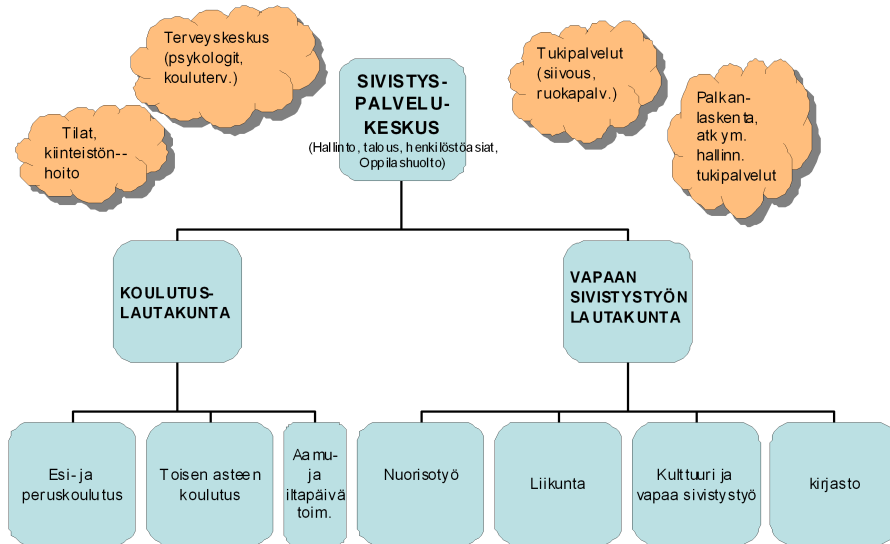 Terveyskeskus
(psykologit,
kouluterv.)
Tilat,
kiinteistön--
hoito
SIVISTYS-
PALVELU-
KESKUS
(Hallinto, talous, henkilöstöasiat,
Oppilashuolto)
Tukipalvelut
(siivous,
ruokapalv.)
Palkan-
laskenta,
atk ym.
hallinn.
tukipalvelut
KOULUTUS-
LAUTAKUNTA
VAPAAN
SIVISTYSTYÖN
LAUTAKUNTA
Esi- ja
peruskoulutus
Toisen asteen
koulutus
Aamu-
ja
iltapäivä
toim.
Nuorisotyö
Liikunta
Kulttuuri ja
vapaa sivistystyö
kirjasto